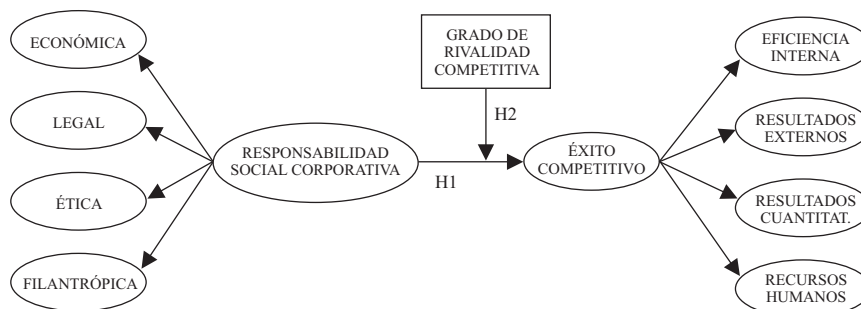 ECONÓMICA
LEGAL
ÉTICA
FILANTRÓPICA
RESPONSABILIDAD
SOCIAL CORPORATIVA
H1
GRADO DE
RIVALIDAD
COMPETITIVA
H2
ÉXITO
COMPETITIVO
EFICIENCIA
INTERNA
RESULTADOS
EXTERNOS
RESULTADOS
CUANTITAT.
RECURSOS
HUMANOS